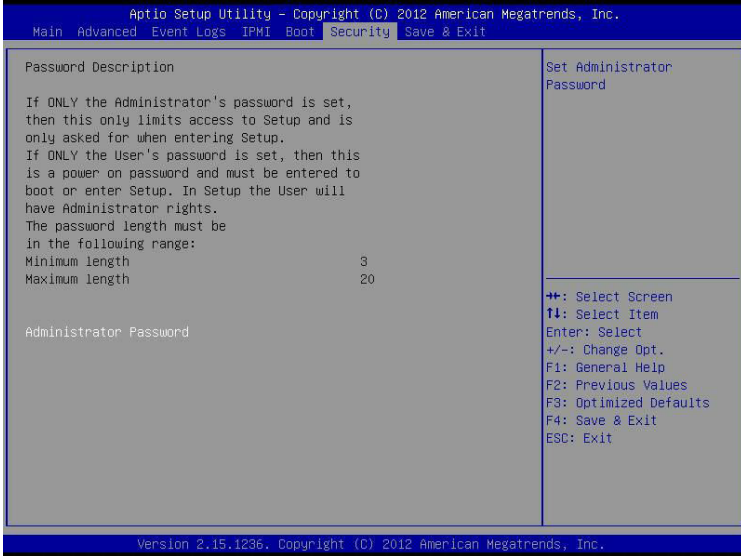 Aptio Setup Utility – Copyright (C) 2012 American Megatrends, Inc.
Main Advanced Event Logs IPMI Boot Security Save & Exit
Password Description
If ONLY the Administrator's password is set,
then this only limits access to Setup and is
only asked for when entering Setup.
If ONLY the User's password is set, then this
is a power on password and must be entered to
boot or enter Setup. In Setup the User will
have Administrator rights.
The password length must be
in the following range:
Minimum length 3
Maximum length 20
Administrator Password
Set Administrator
Password
→←: Select Screen
↑↓: Select Item
Enter: Select
+/-: Change Opt.
F1: General Help
F2: Previous Values
F3: Optimized Defaults
F4: Save & Exit
ESC: Exit
Version 2.15.1236. Copyright (C) 2012 American Megatrends, Inc.